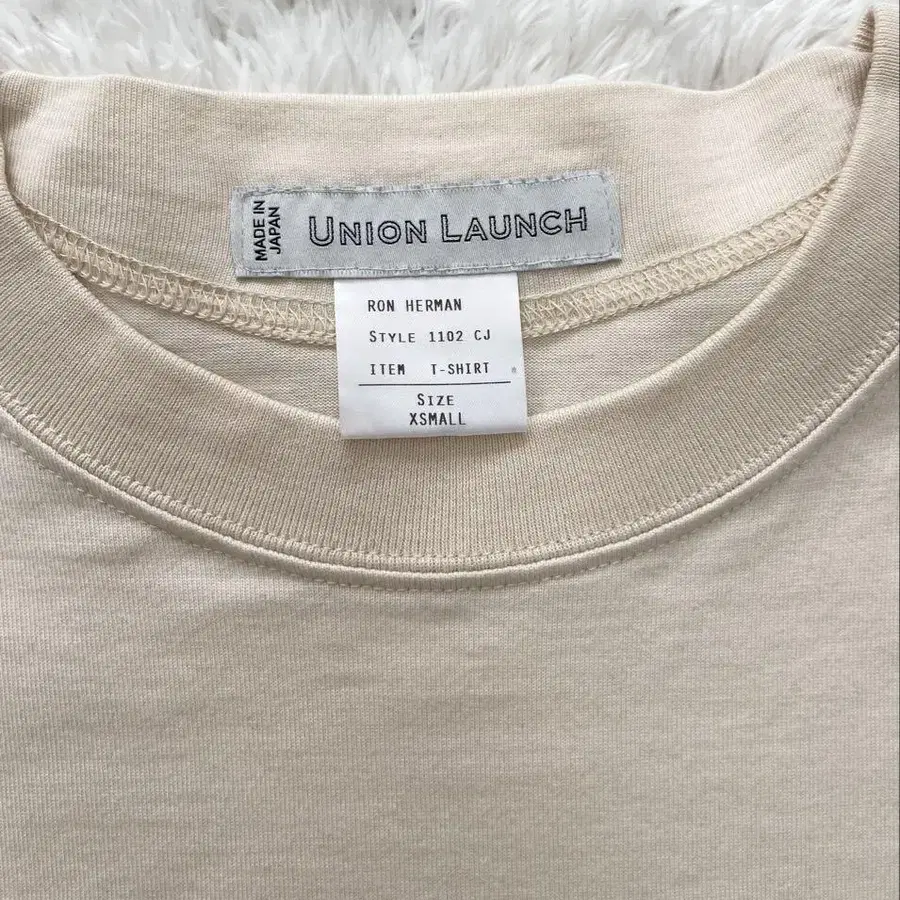 MADE IN
JAPAN
UNION LAUNCH
RON HERMAN
STYLE 1102 CJ
ITEM T-SHIRT
SIZE
XSMALL